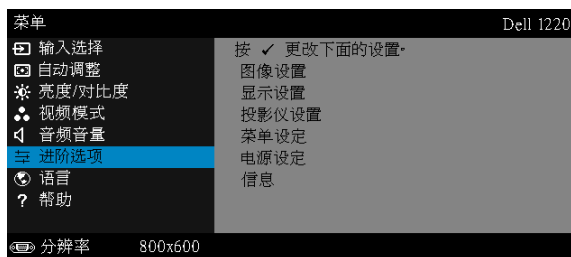 菜单
Dell 1220
输入选择
自动调整
亮度/对比度
视频模式
音频音量
进阶选项
语言
? 帮助
按 ✓ 更改下面的设置。
图像设置
显示设置
投影仪设置
菜单设定
电源设定
信息
分辨率 800x600